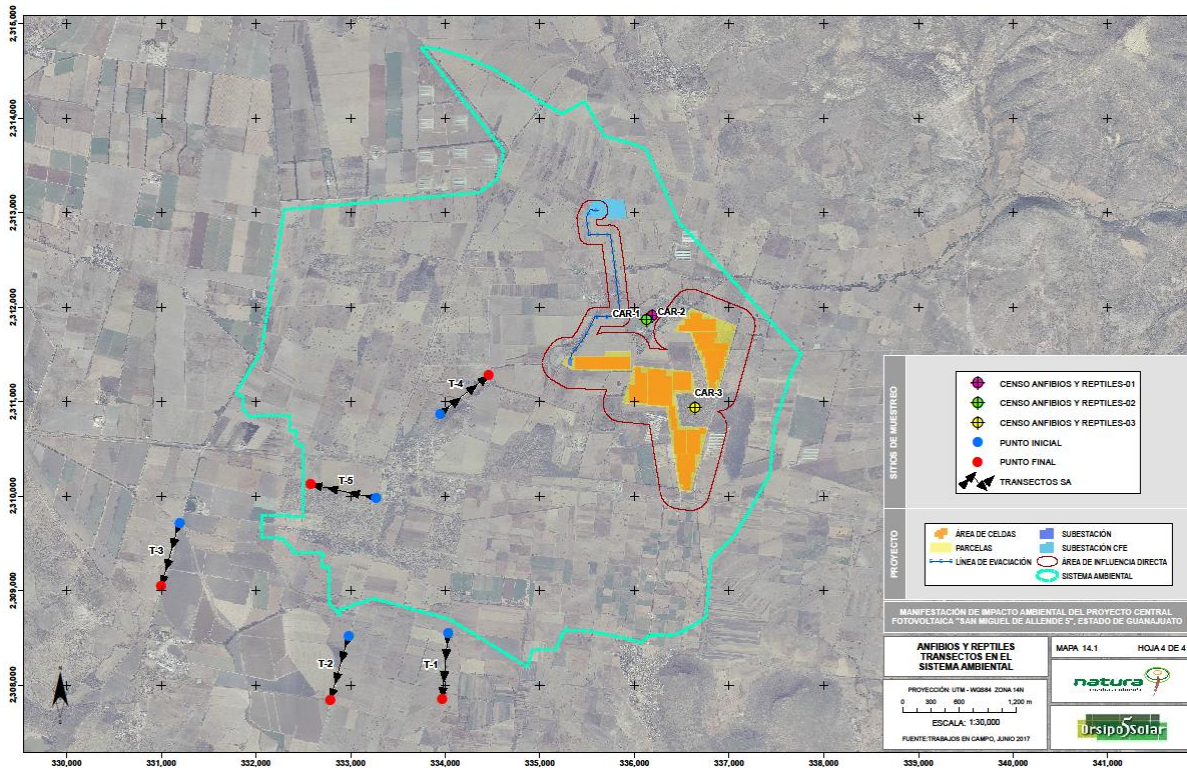 2,315,000
2,314,000
2,313,000
2,312,000
2,311,000
2,310,000
2,309,000
2,308,000
CAR-1
CAR-2
CAR-3
T-4
T-5
T-3
T-2
T-1
SITIOS DE MUESTREO
CENSO ANFIBIOS Y REPTILES-01
CENSO ANFIBIOS Y REPTILES-02
CENSO ANFIBIOS Y REPTILES-03
PUNTO INICIAL
PUNTO FINAL
TRANSECTOS SA
PROYECTO
ÁREA DE CELDAS
PARCELAS
LÍNEA DE EVACIACIÓN
SUBESTACIÓN
SUBESTACIÓN CFE
ÁREA DE INFLUENCIA DIRECTA
SISTEMA AMBIENTAL
MANIFESTACIÓN DE IMPACTO AMBIENTAL DEL PROYECTO CENTRAL
FOTOVOLTAICA "SAN MIGUEL DE ALLENDE 5", ESTADO DE GUANAJUATO
ANFIBIOS Y REPTILES
TRANSECTOS EN EL
SISTEMA AMBIENTAL
MAPA 14.1 HOJA 4 DE 4
PROYECCIÓN: UTM - WGS84 ZONA 14N
0 300 600 1,200 m
ESCALA: 1:30,000
FUENTE:TRABAJOS EN CAMPO, JUNIO 2017
natura
Ursipo 5 Solar
N
330,000 331,000 332,000 333,000 334,000 335,000 336,000 337,000 338,000 339,000 340,000 341,000